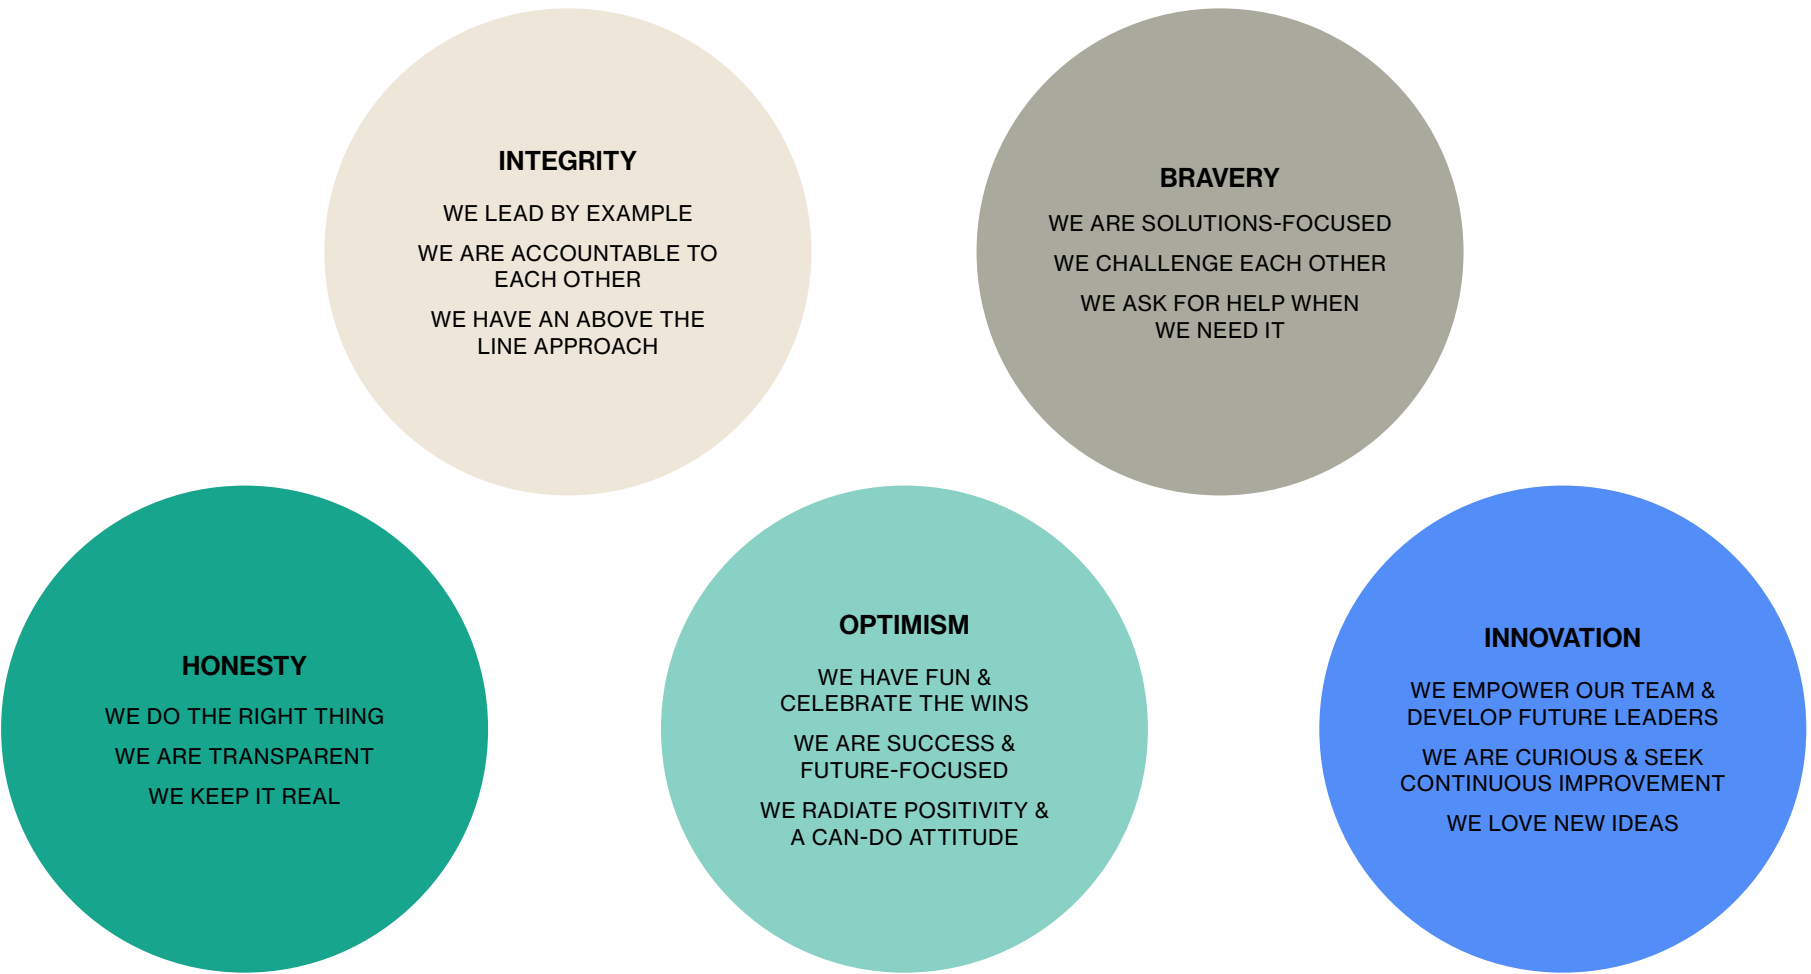 INTEGRITY
WE LEAD BY EXAMPLE
WE ARE ACCOUNTABLE TO
EACH OTHER
WE HAVE AN ABOVE THE
LINE APPROACH
BRAVERY
WE ARE SOLUTIONS-FOCUSED
WE CHALLENGE EACH OTHER
WE ASK FOR HELP WHEN
WE NEED IT
HONESTY
WE DO THE RIGHT THING
WE ARE TRANSPARENT
WE KEEP IT REAL
OPTIMISM
WE HAVE FUN &
CELEBRATE THE WINS
WE ARE SUCCESS &
FUTURE-FOCUSED
WE RADIATE POSITIVITY &
A CAN-DO ATTITUDE
INNOVATION
WE EMPOWER OUR TEAM &
DEVELOP FUTURE LEADERS
WE ARE CURIOUS & SEEK
CONTINUOUS IMPROVEMENT
WE LOVE NEW IDEAS